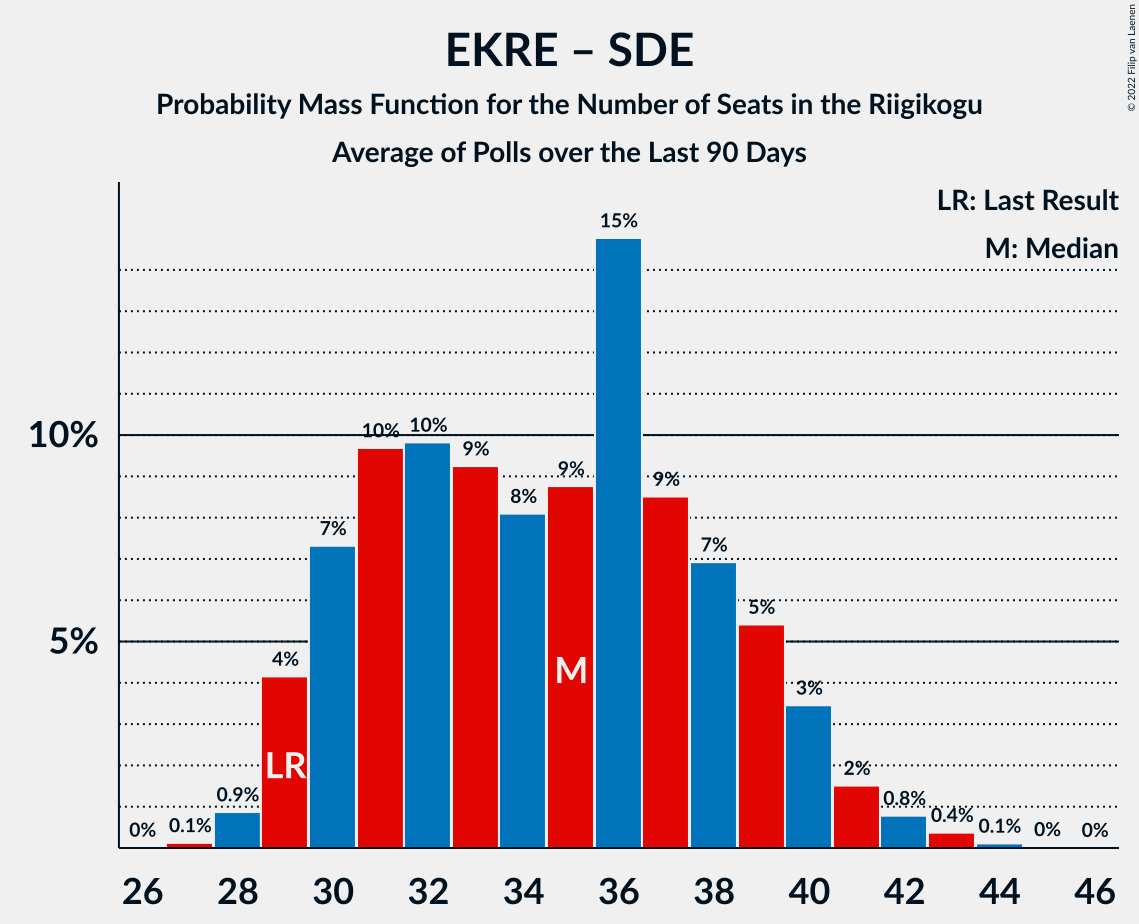 EKRE – SDE
Probability Mass Function for the Number of Seats in the Riigikogu
Average of Polls over the Last 90 Days
© 2022 Filip van Laenen
LR: Last Result
M: Median
10%
5%
0%
0.1%
0.9%
4%
7%
10%
10%
9%
8%
9%
15%
9%
7%
5%
3%
2%
0.8%
0.4%
0.1%
0%
0%
LR
M
26 28 30 32 34 36 38 40 42 44 46